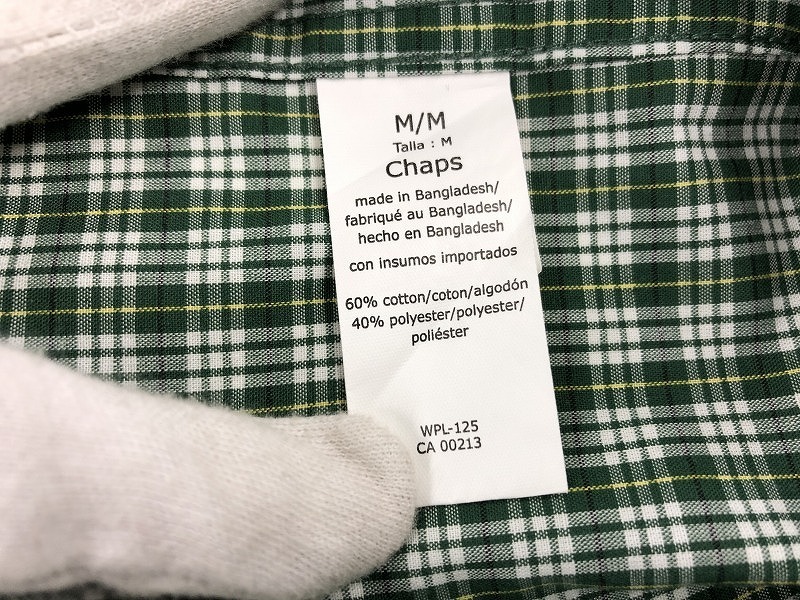 M/M
Talla : M
Chaps
made in Bangladesh/
fabriqué au Bangladesh/
hecho en Bangladesh
con insumos importados
60% cotton/coton/algodón
40% polyester/polyester/
poliéster
WPL-125
CA 00213